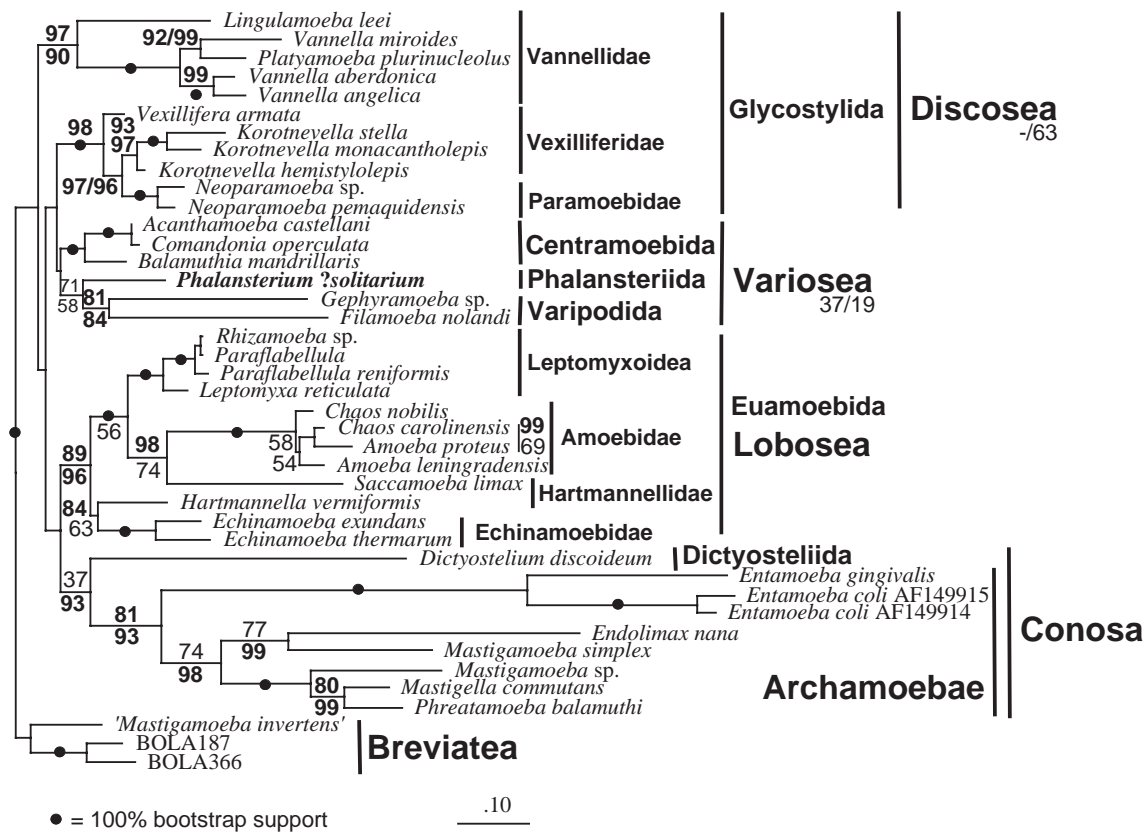 Lingulamoeba leei
97
90
92/99
Vannella miroides
Platyamoeba plurinucleolus
99
Vannella aberdonica
Vannella angelica
Vannellidae
Vexillifera armata
98
93
97
Korotnevella stella
Korotnevella monacantholepis
Korotnevella hemistylolepis
Vexilliferidae
97/96
Neoparamoeba sp.
Neoparamoeba pemaquidensis
Paramoebidae
Glycostylida
Discosea
-/63
Acanthamoeba castellani
Comandonia operculata
Balamuthia mandrillaris
Centramoebida
71
58
Phalansterium ?solitarium
Phalansteriida
81
84
Gephyramoeba sp.
Filamoeba nolandi
Varipodida
Variosea
37/19
Rhizamoeba sp.
Paraflabellula
Paraflabellula reniformis
Leptomyxa reticulata
Leptomyxoidea
56
98
74
Chaos nobilis
58
54
Chaos carolinensis
Amoeba proteus
99
69
Amoeba leningradensis
Amoebidae
Saccamoeba limax
Hartmannellidae
89
96
84
63
Hartmannella vermiformis
Echinamoeba exundans
Echinamoeba thermarum
Echinamoebidae
Euamoebida
Lobosea
37
93
Dictyostelium discoideum
Dictyosteliida
81
93
Entamoeba gingivalis
Entamoeba coli AF149915
Entamoeba coli AF149914
74
98
77
99
Endolimax nana
Mastigamoeba simplex
Mastigamoeba sp.
80
99
Mastigella commutans
Phreatamoeba balamuthi
Archamoebae
Conosa
'Mastigamoeba invertens'
BOLA187
BOLA366
Breviatea
= 100% bootstrap support
.10